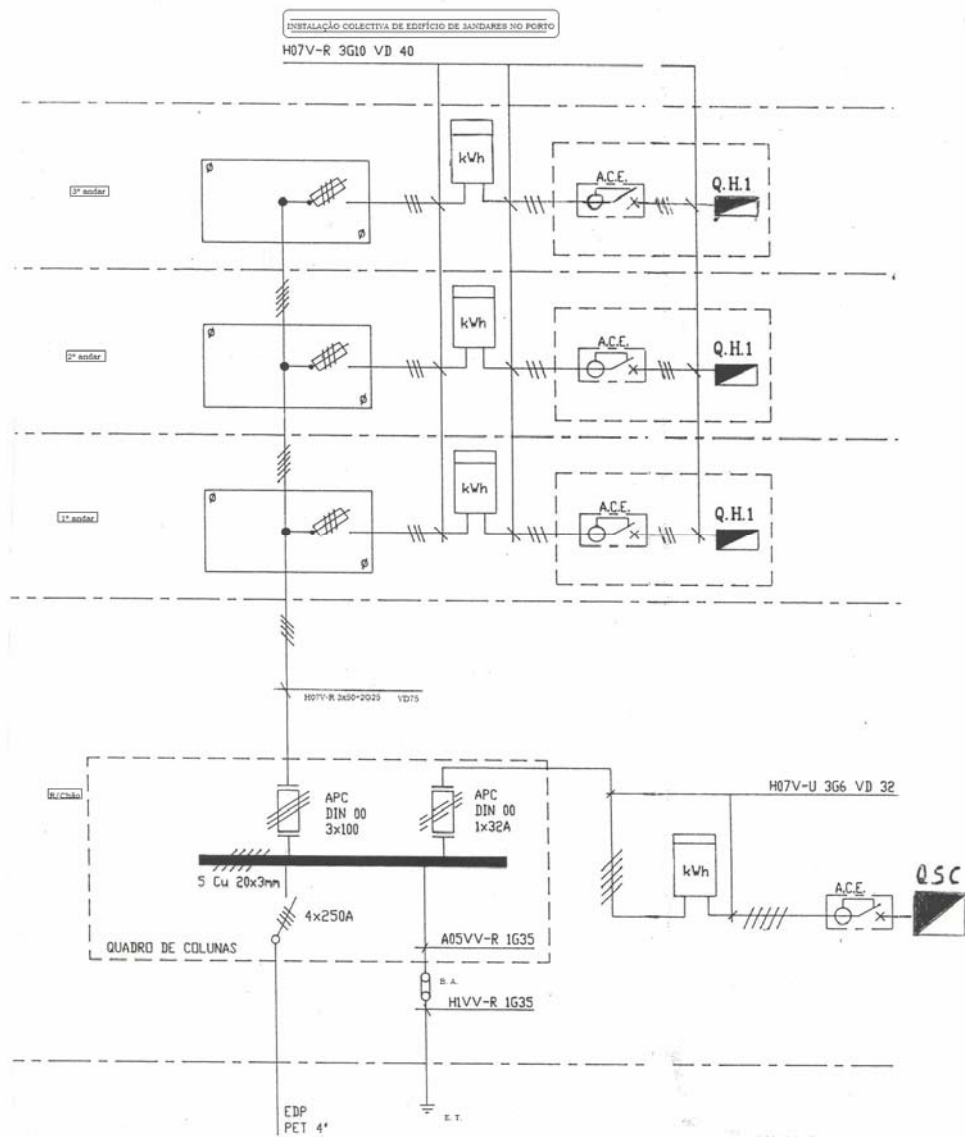 INSTALAÇÃO COLECTIVA DE EDIFÍCIO DE 3ANDARES NO PORTO
H07V-R 3G10 VD 40
3º andar
Ø
Ø
kWh
A.C.E.
Q.H.1
2º andar
Ø
Ø
kWh
A.C.E.
Q.H.1
1º andar
Ø
Ø
kWh
A.C.E.
Q.H.1
H07V-R 3x50+2G25 VD75
R/Chão
APC
DIN 00
3x100
APC
DIN 00
1x32A
H07V-U 3G6 VD 32
kWh
A.C.E.
QSC
5 Cu 20x3mm
4x250A
QUADRO DE COLUNAS
A05VV-R 1G35
B. A.
H1VV-R 1G35
EDP
PET 4"
E. T.